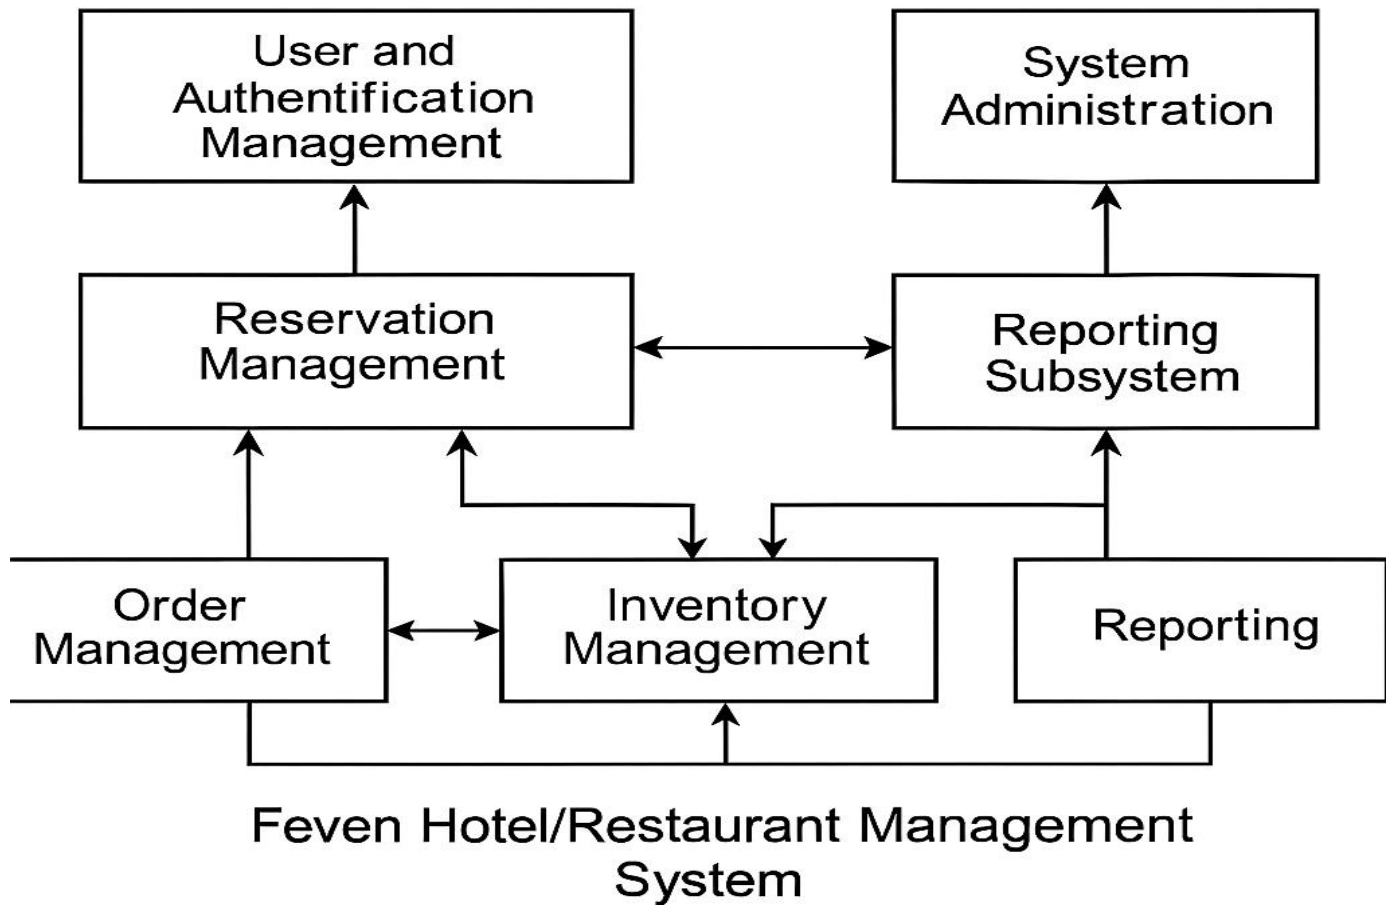 User and
Authentification
Management
System
Administration
Reservation
Management
Reporting
Subsystem
Order
Management
Inventory
Management
Reporting
Feven Hotel/Restaurant Management
System